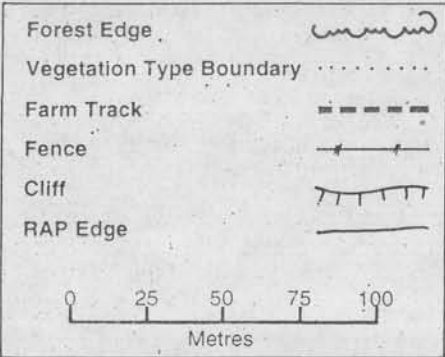 Forest Edge
Vegetation Type Boundary
Farm Track
Fence
Cliff
RAP Edge
0 25 50 75 100
Metres